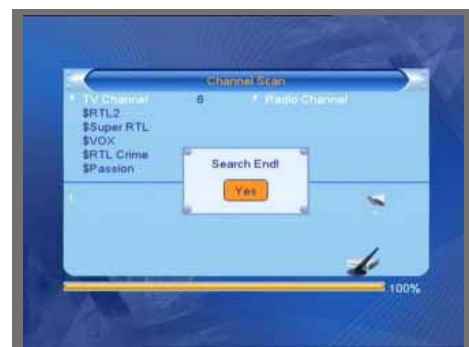 Channel Scan
TV Channel 6 Radio Channel
$RTL2
$Super RTL
$VOX
$RTL Crime
$Passion
Search End!
Yes
100%